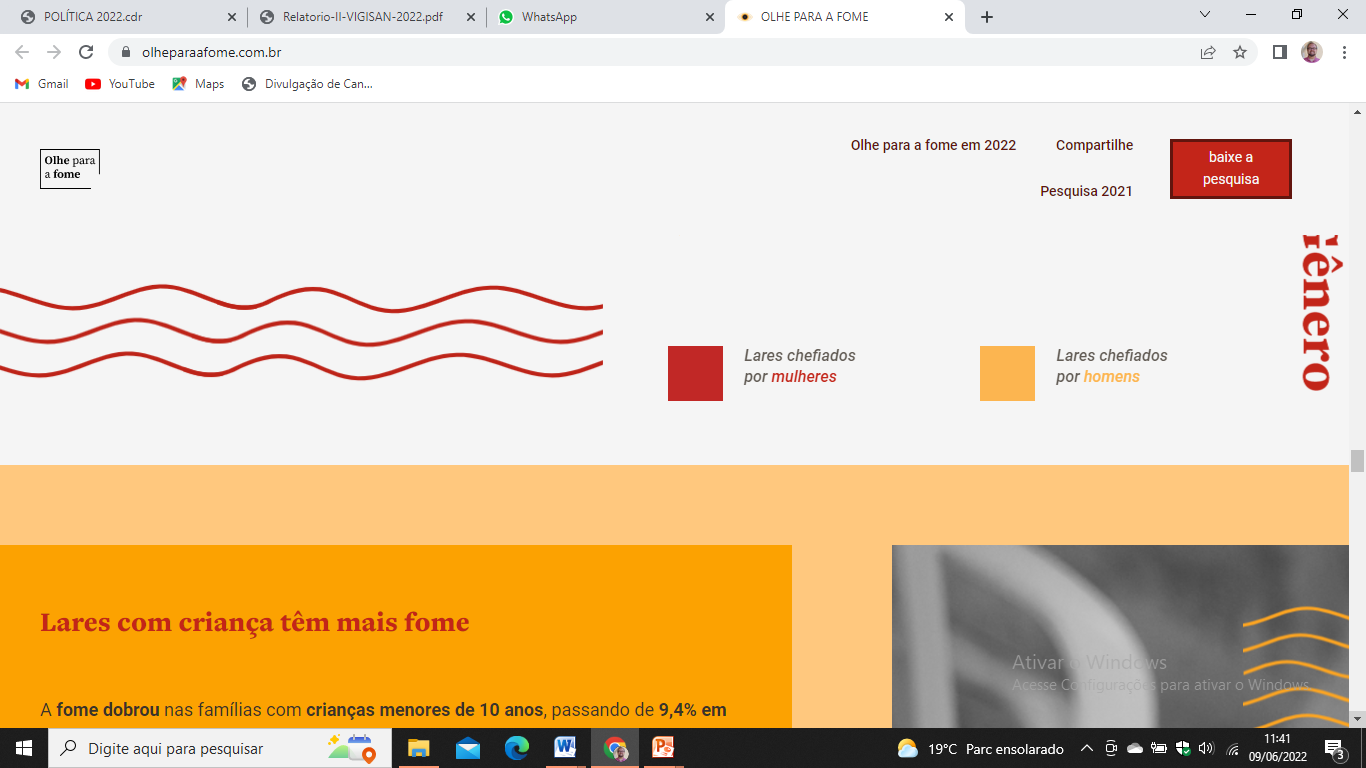 POLÍTICA 2022.cdr
Relatorio-II-VIGISAN-2022.pdf
WhatsApp
OLHE PARA A FOME
olheparaafome.com.br
Gmail
YouTube
Maps
Divulgação de Can...
Olhe para
a fome
Olhe para a fome em 2022
Compartilhe
baixe a
pesquisa
Pesquisa 2021
ênero
Lares chefiados
por mulheres
Lares chefiados
por homens
Lares com criança têm mais fome
A fome dobrou nas famílias com crianças menores de 10 anos, passando de 9,4% em
Ativar o Windows
Acesse Configurações para ativar o Windows.
Digite aqui para pesquisar
19°C Parc ensolarado
11:41
09/06/2022
3